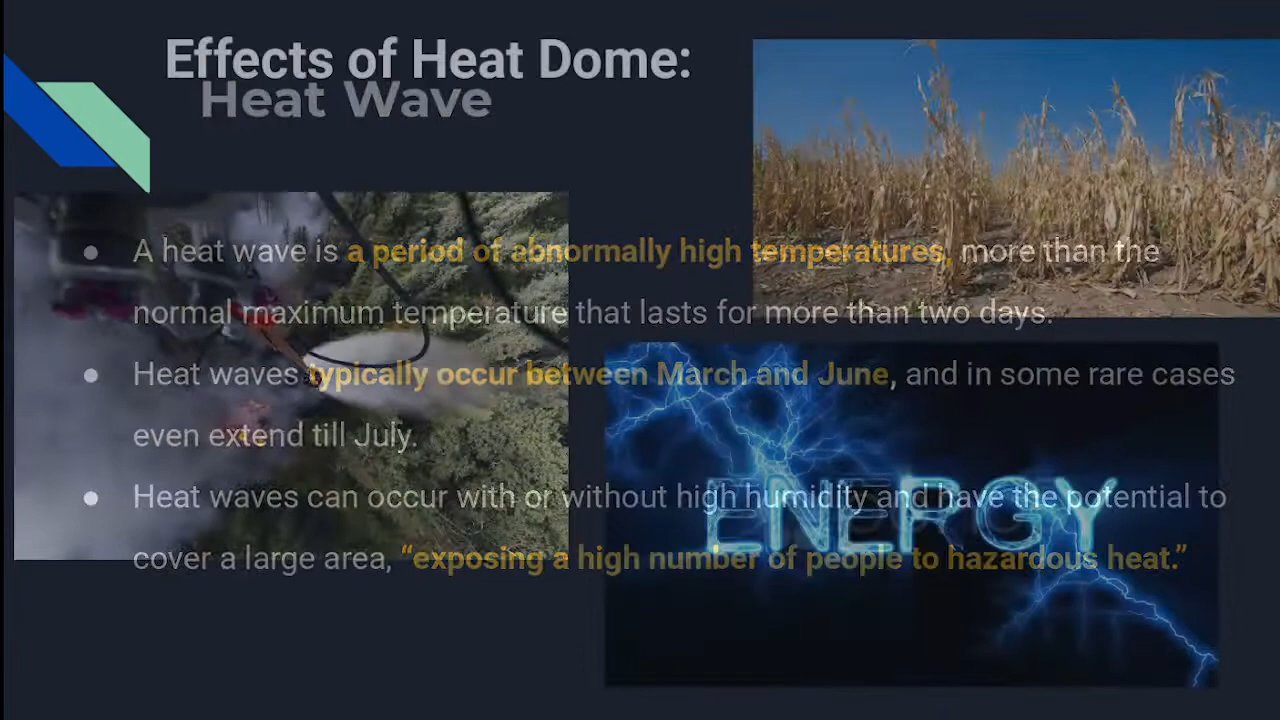 Effects of Heat Dome:
Heat Wave
● A heat wave is a period of abnormally high temperatures, more than the
normal maximum temperature that lasts for more than two days.
● Heat waves typically occur between March and June, and in some rare cases
even extend till July.
● Heat waves can occur with or without high humidity and have the potential to
cover a large area, “exposing a high number of people to hazardous heat.”
ENERGY